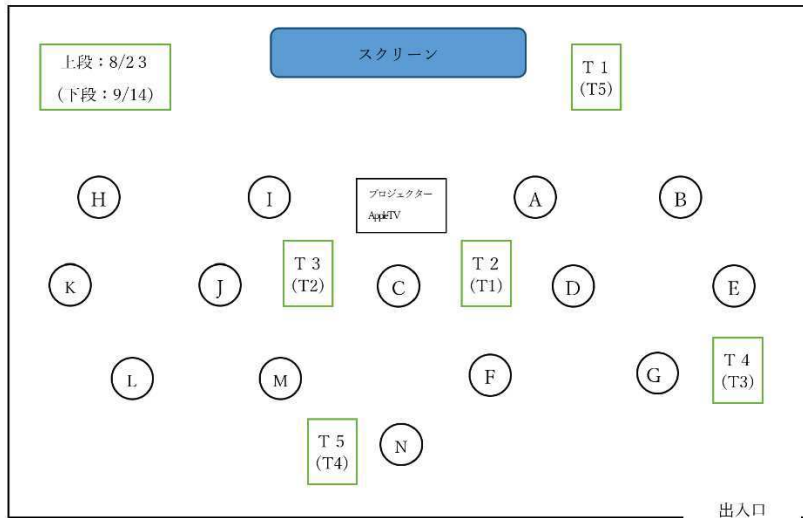 スクリーン
上段：8/2３
(下段：9/14)
Ｔ１
(T5)
H
I
プロジェクター
AppleTV
A
B
K
J
Ｔ３
(T2)
C
Ｔ２
(T1)
D
E
L
M
F
G
Ｔ４
(T3)
Ｔ５
(T4)
N
出入口